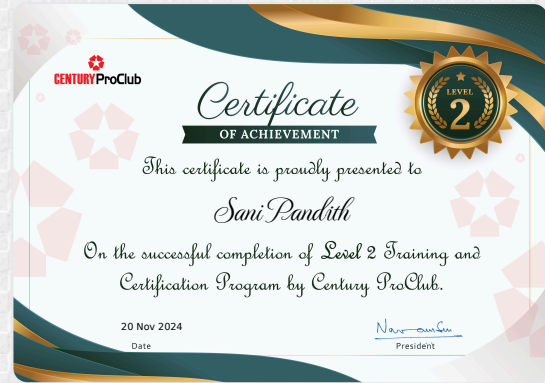 CENTURY ProClub
Certificate
OF ACHIEVEMENT
LEVEL
2
This certificate is proudly presented to
Sani Pandith
On the successful completion of Level 2 Training and
Certification Program by Century ProClub.
20 Nov 2024
Date
President